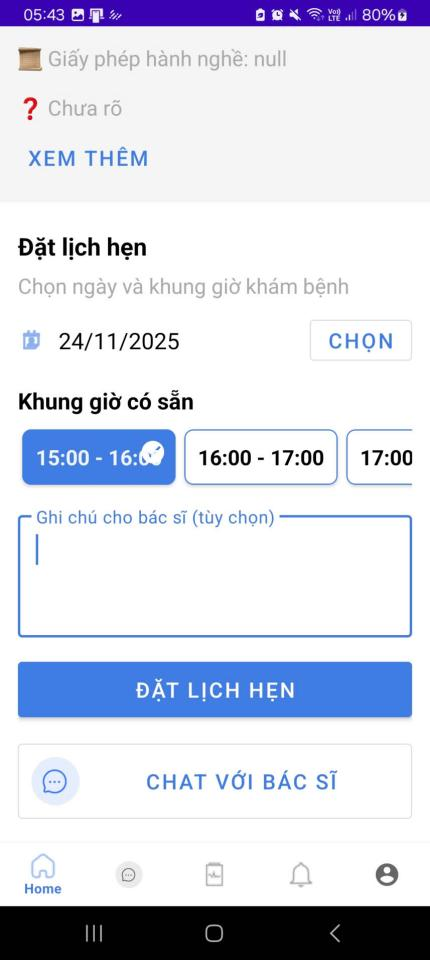 05:43
80%
Giấy phép hành nghề: null
Chưa rõ
XEM THÊM
Đặt lịch hẹn
Chọn ngày và khung giờ khám bệnh
24/11/2025
CHỌN
Khung giờ có sẵn
15:00 - 16:0
16:00 - 17:00
17:00
Ghi chú cho bác sĩ (tùy chọn)
ĐẶT LỊCH HẸN
CHAT VỚI BÁC SĨ
Home